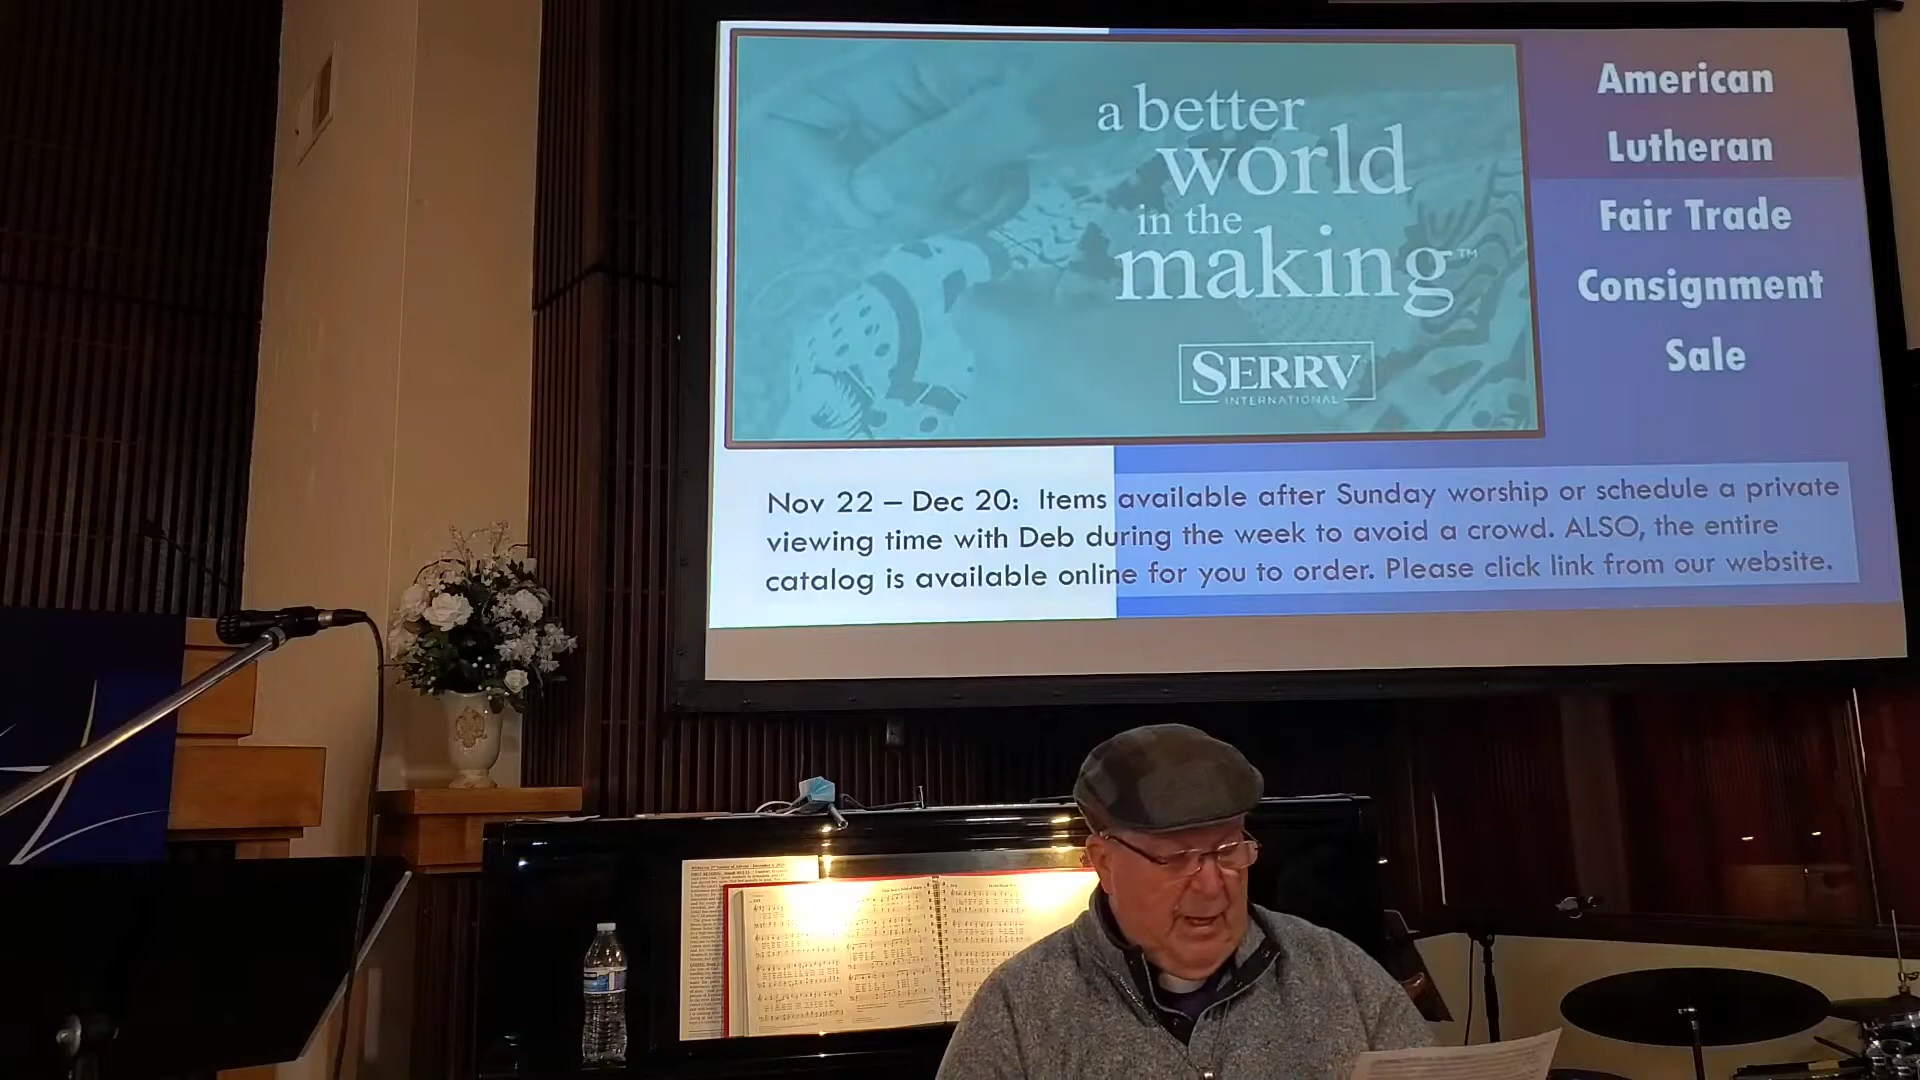 a better
world
in the
making™
SERRV
INTERNATIONAL
American
Lutheran
Fair Trade
Consignment
Sale
Nov 22 – Dec 20: Items available after Sunday worship or schedule a private
viewing time with Deb during the week to avoid a crowd. ALSO, the entire
catalog is available online for you to order. Please click link from our website.